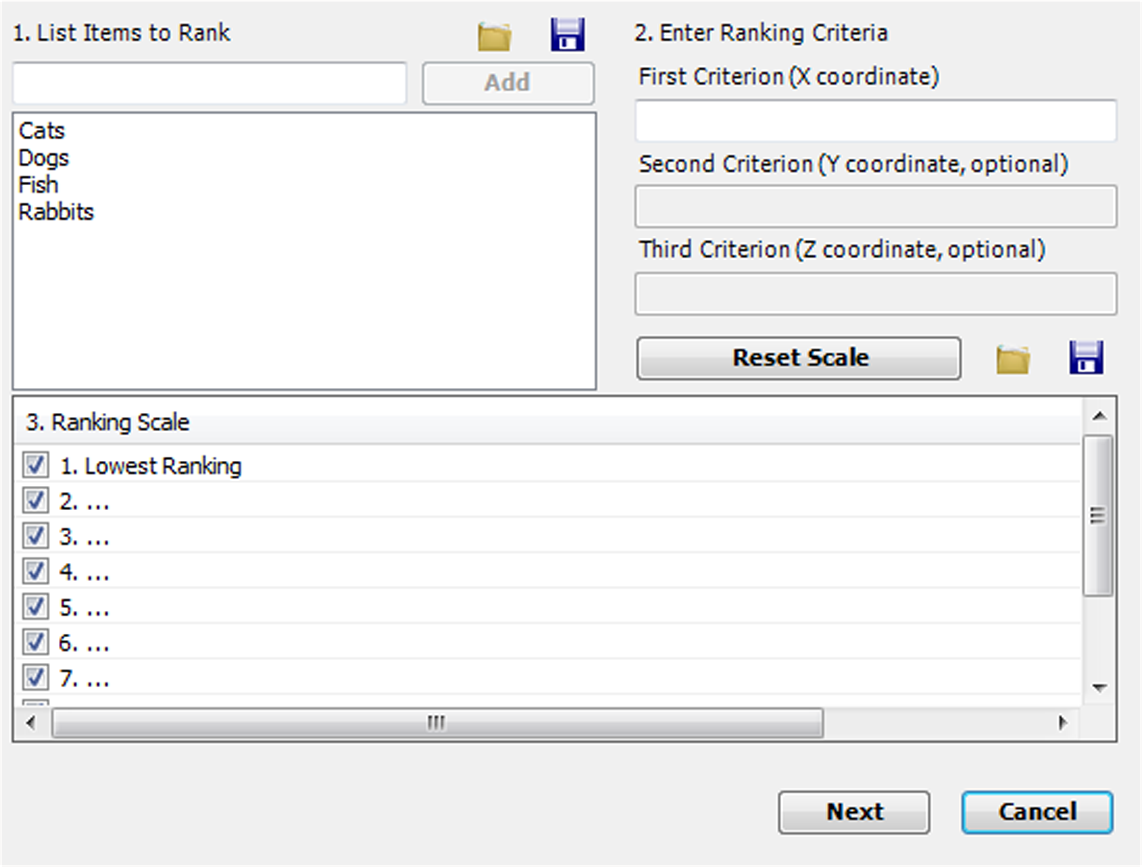 1. List Items to Rank
Add
Cats
Dogs
Fish
Rabbits
2. Enter Ranking Criteria
First Criterion (X coordinate)
Second Criterion (Y coordinate, optional)
Third Criterion (Z coordinate, optional)
Reset Scale
3. Ranking Scale
1. Lowest Ranking
2. ...
3. ...
4. ...
5. ...
6. ...
7. ...
Next
Cancel